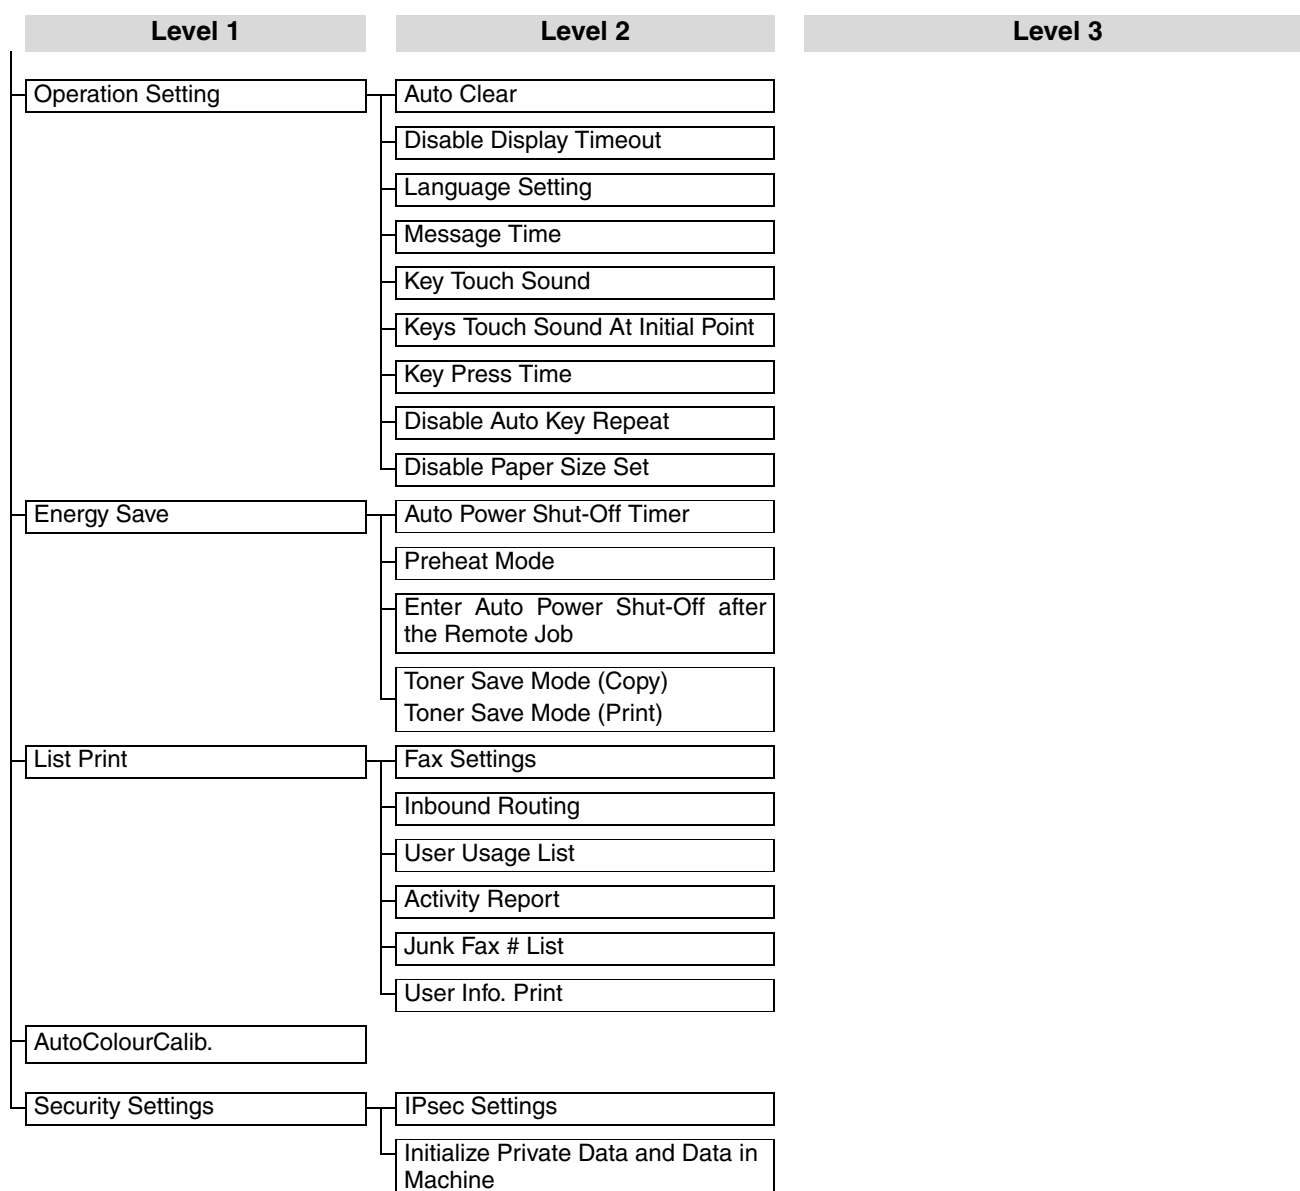 Level 1
Level 2
Level 3
Operation Setting
Auto Clear
Disable Display Timeout
Language Setting
Message Time
Key Touch Sound
Keys Touch Sound At Initial Point
Key Press Time
Disable Auto Key Repeat
Disable Paper Size Set
Energy Save
Auto Power Shut-Off Timer
Preheat Mode
Enter Auto Power Shut-Off after
the Remote Job
Toner Save Mode (Copy)
Toner Save Mode (Print)
List Print
Fax Settings
Inbound Routing
User Usage List
Activity Report
Junk Fax # List
User Info. Print
AutoColourCalib.
Security Settings
IPsec Settings
Initialize Private Data and Data in
Machine